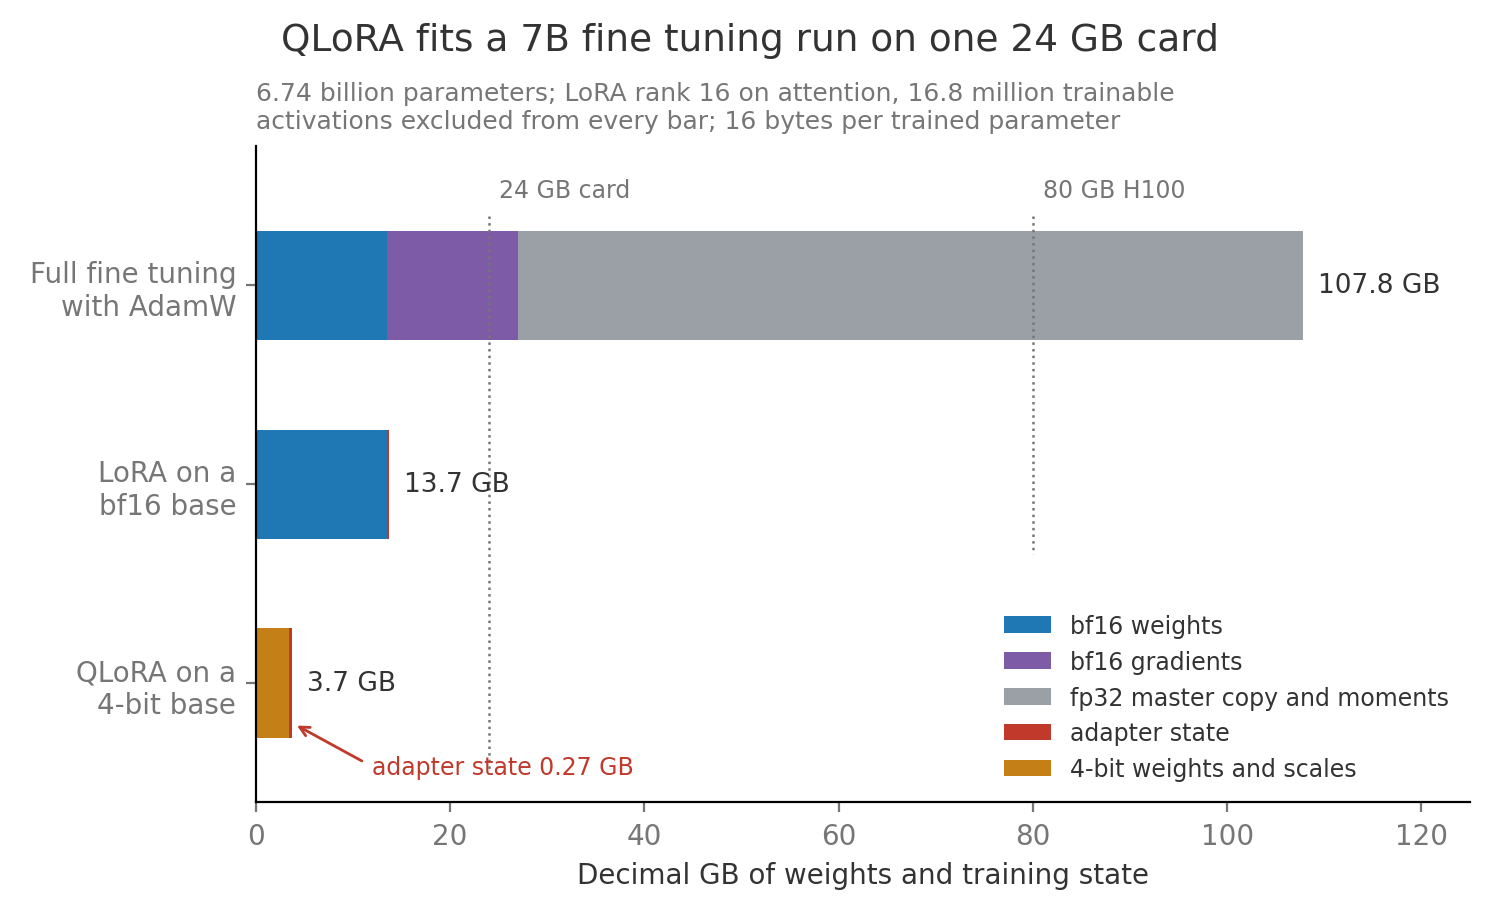 QLoRA fits a 7B fine tuning run on one 24 GB card
6.74 billion parameters; LoRA rank 16 on attention, 16.8 million trainable
activations excluded from every bar; 16 bytes per trained parameter
24 GB card
80 GB H100
Full fine tuning
with AdamW
107.8 GB
LoRA on a
bf16 base
13.7 GB
QLoRA on a
4-bit base
3.7 GB
adapter state 0.27 GB
bf16 weights
bf16 gradients
fp32 master copy and moments
adapter state
4-bit weights and scales
0
20
40
60
80
100
120
Decimal GB of weights and training state